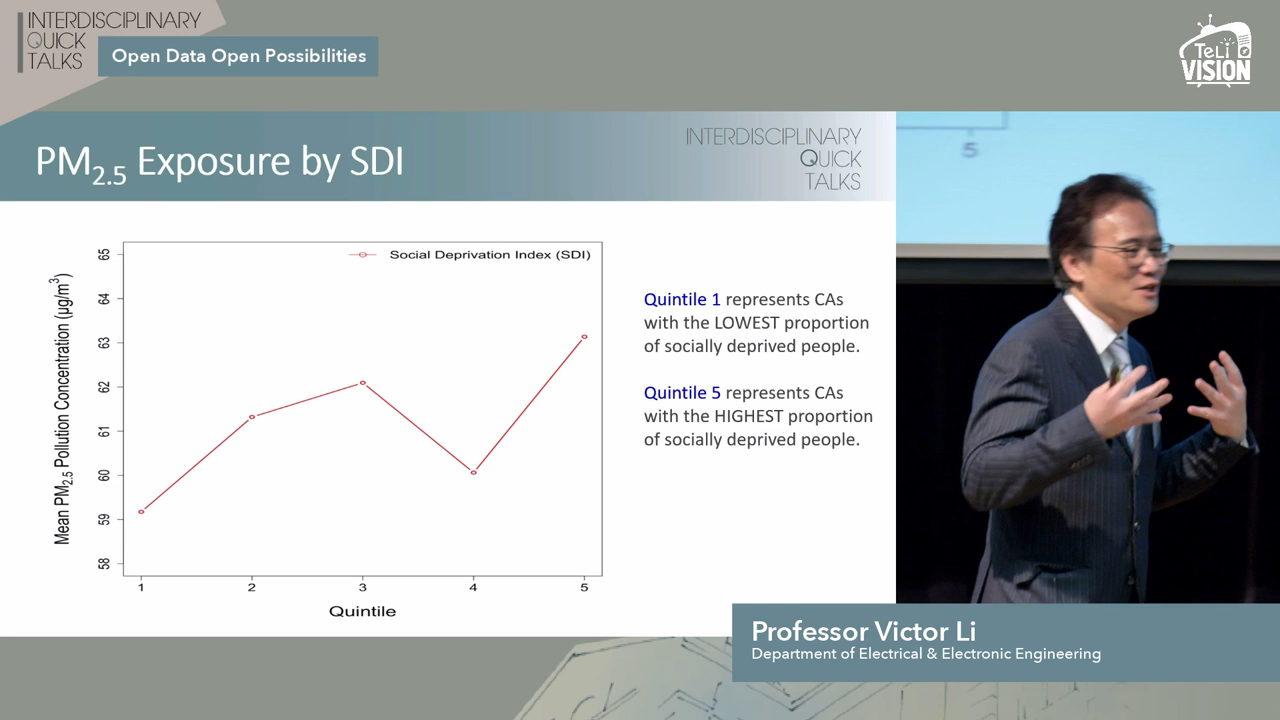 INTERDISCIPLINARY
QUICK
TALKS
Open Data Open Possibilities
TeLi
VISION
PM2.5 Exposure by SDI
INTERDISCIPLINARY
QUICK
TALKS
5
Social Deprivation Index (SDI)
Mean PM2.5 Pollution Concentration (µg/m³)
65
64
63
62
61
60
59
58
1 2 3 4 5
Quintile
Quintile 1 represents CAs
with the LOWEST proportion
of socially deprived people.
Quintile 5 represents CAs
with the HIGHEST proportion
of socially deprived people.
Professor Victor Li
Department of Electrical & Electronic Engineering